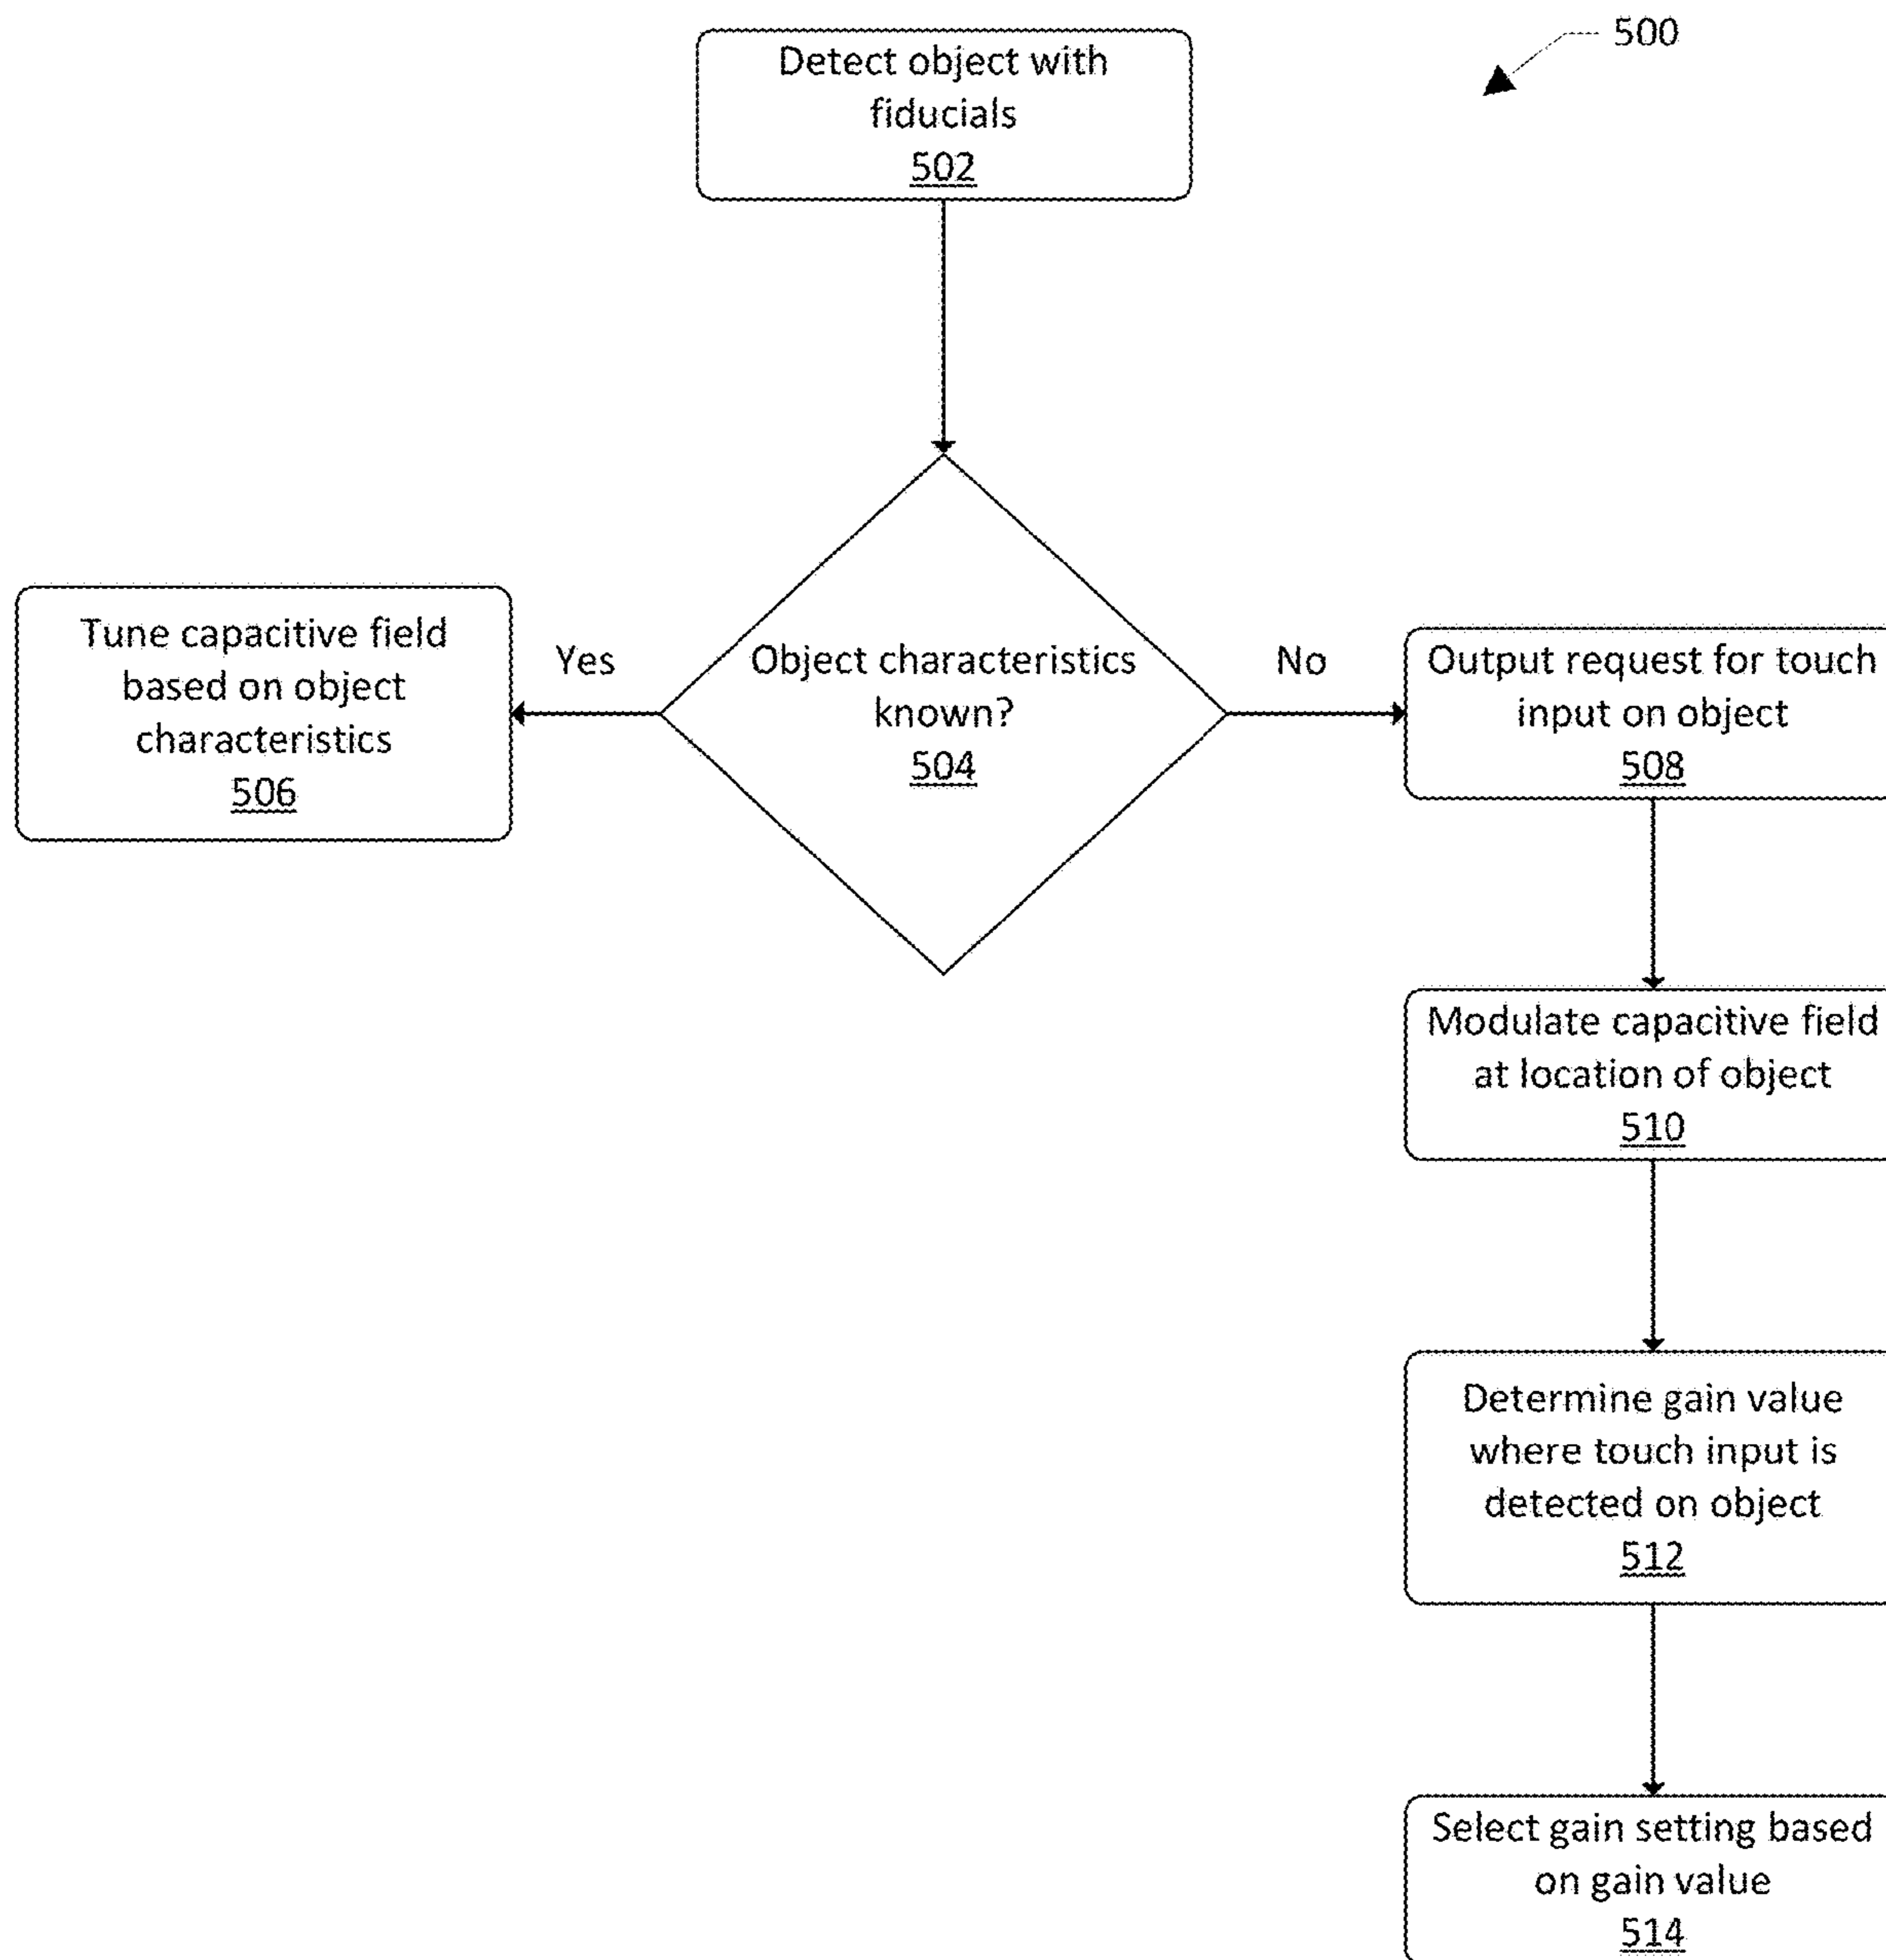 500
Detect object with
fiducials
502
Tune capacitive field
based on object
characteristics
506
Yes
Object characteristics
known?
504
No
Output request for touch
input on object
508
Modulate capacitive field
at location of object
510
Determine gain value
where touch input is
detected on object
512
Select gain setting based
on gain value
514